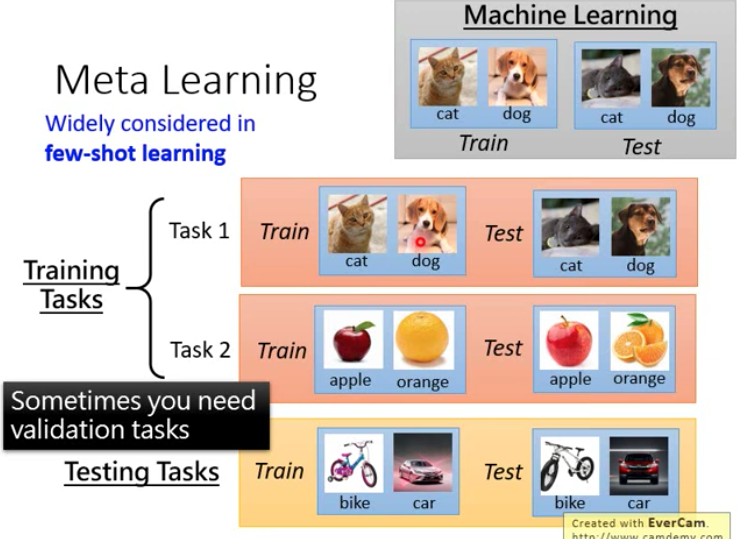 Machine Learning
cat dog cat dog
Train Test
Meta Learning
Widely considered in
few-shot learning
Training
Tasks
Task 1 Train cat dog Test cat dog
Task 2 Train apple orange Test apple orange
Sometimes you need
validation tasks
Testing Tasks Train bike car Test bike car
Created with EverCam.
http://www.camdemy.com